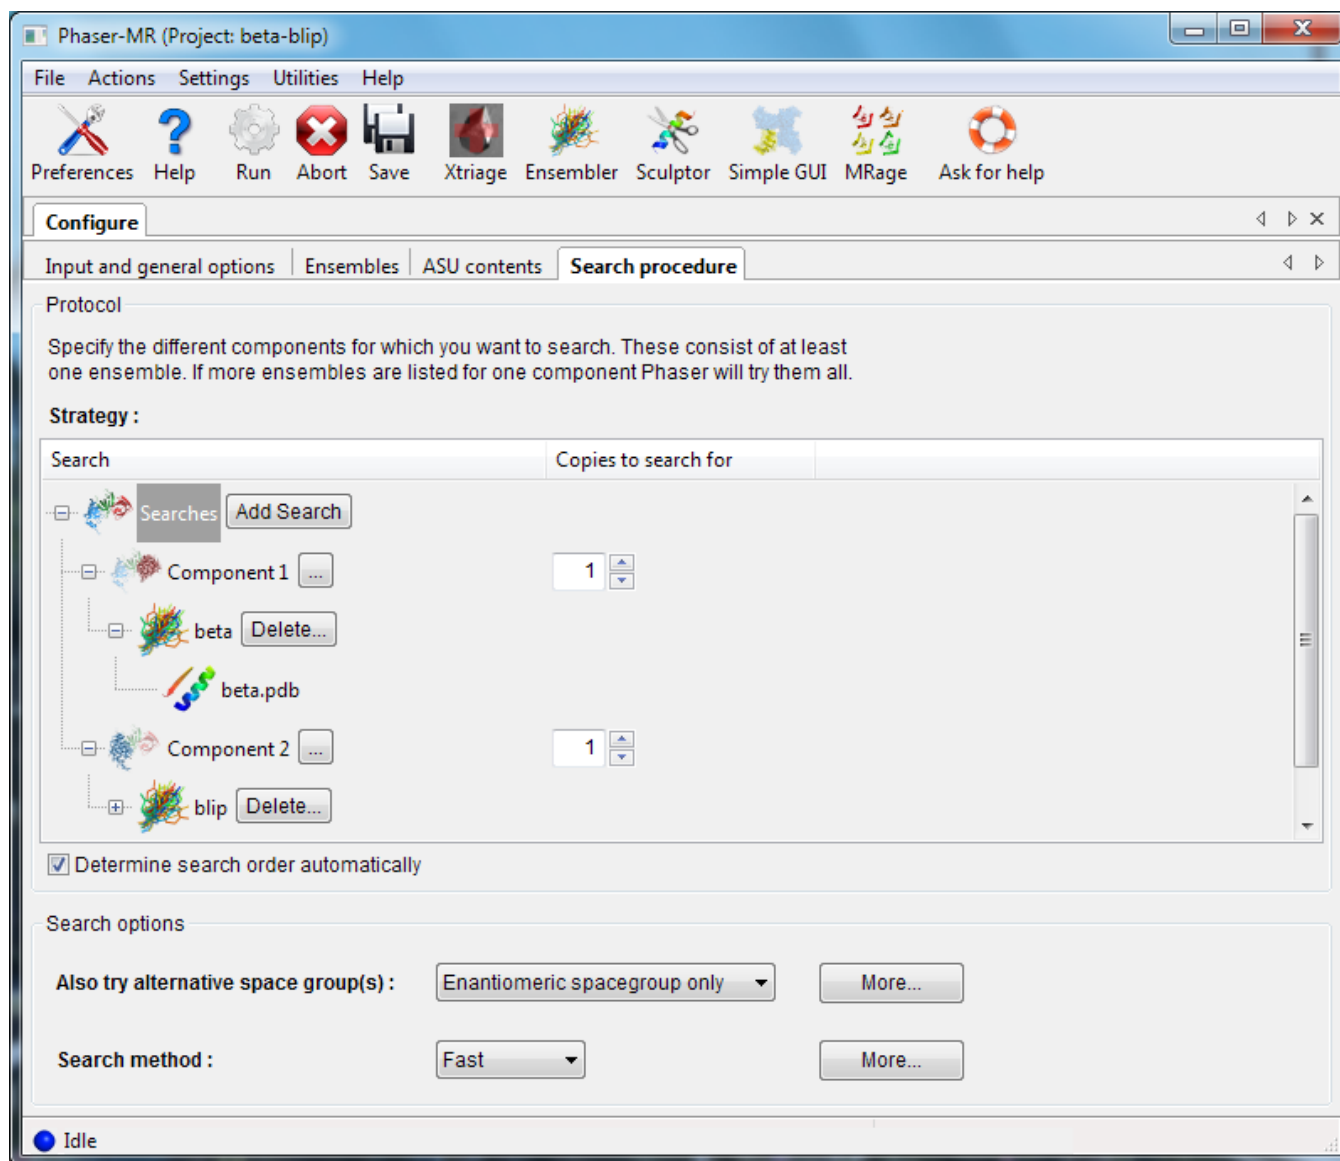 Phaser-MR (Project: beta-blip)
File Actions Settings Utilities Help
Preferences Help Run Abort Save Xtriage Ensembler Sculptor Simple GUI MRage Ask for help
Configure
Input and general options Ensembles ASU contents Search procedure
Protocol
Specify the different components for which you want to search. These consist of at least
one ensemble. If more ensembles are listed for one component Phaser will try them all.
Strategy :
Search Copies to search for
Searches Add Search
Component 1 ... 1
beta Delete...
beta.pdb
Component 2 ... 1
blip Delete...
Determine search order automatically
Search options
Also try alternative space group(s) : Enantiomeric spacegroup only More...
Search method : Fast More...
Idle